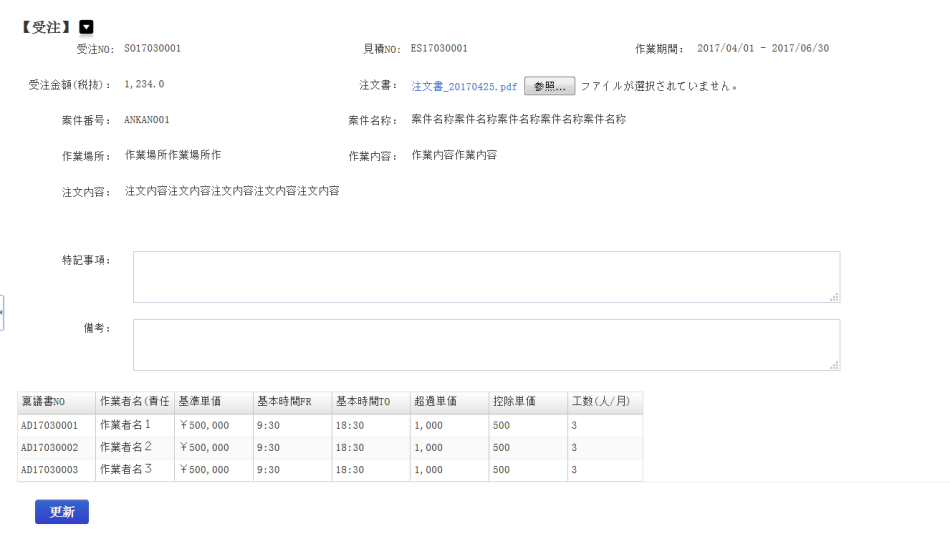 【受注】
受注NO: SO17030001 見積NO: ES17030001 作業期間： 2017/04/01 - 2017/06/30
受注金額(税抜)： 1,234.0 注文書： 注文書_20170425.pdf 参照... ファイルが選択されていません。
案件番号： ANKAN001 案件名称： 案件名称案件名称案件名称案件名称案件名称
作業場所： 作業場所作業場所作 作業内容： 作業内容作業内容
注文内容： 注文内容注文内容注文内容注文内容注文内容
特記事項：
備考：
稟議書NO 作業者名(責任 基準単価 基本時間FR 基本時間TO 超過単価 控除単価 工数(人/月)
AD17030001 作業者名１ ￥500,000 9:30 18:30 1,000 500 3
AD17030002 作業者名２ ￥500,000 9:30 18:30 1,000 500 3
AD17030003 作業者名３ ￥500,000 9:30 18:30 1,000 500 3
更新